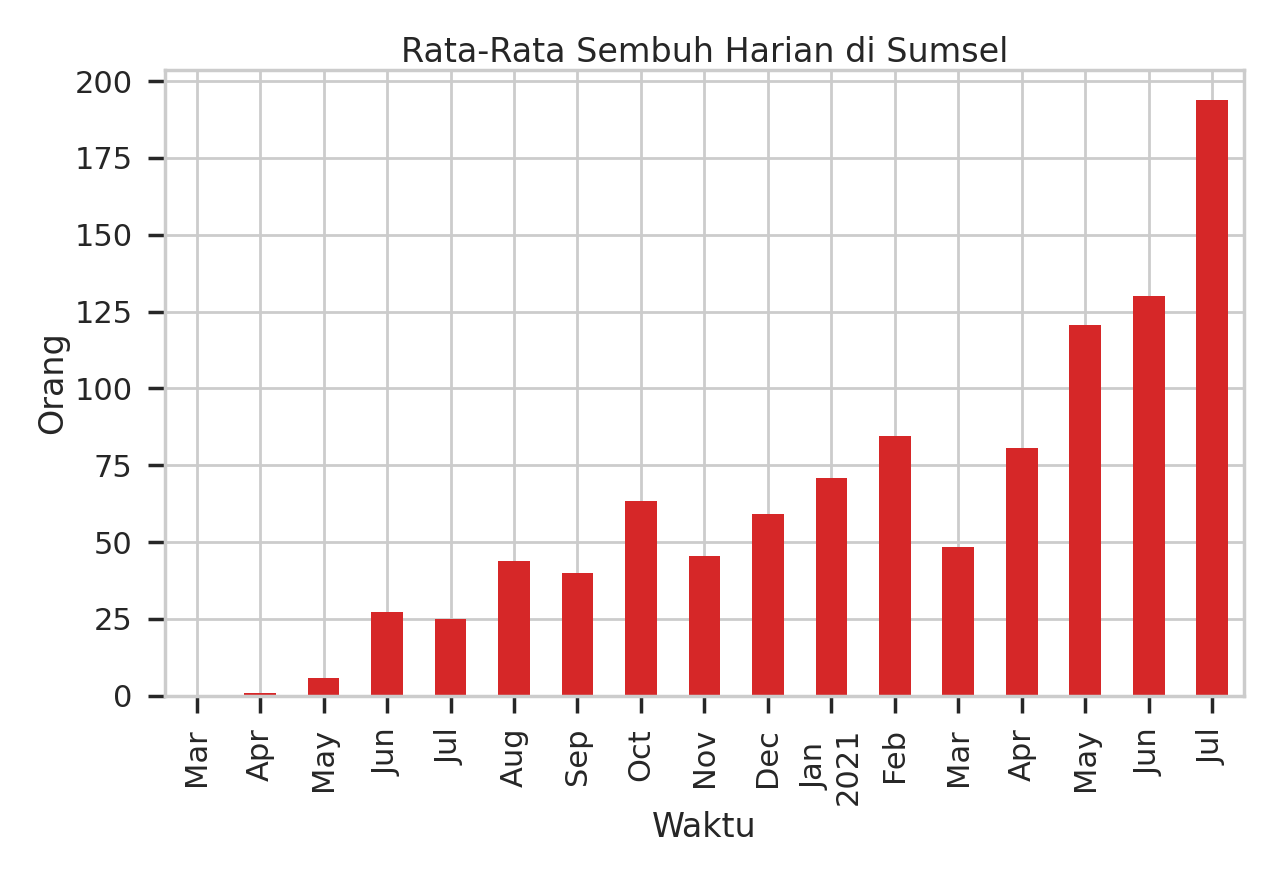 Rata-Rata Sembuh Harian di Sumsel
200
175
150
125
100
75
50
25
0
Orang
Mar
Apr
May
Jun
Jul
Aug
Sep
Oct
Nov
Dec
Jan
2021
Feb
Mar
Apr
May
Jun
Jul
Waktu